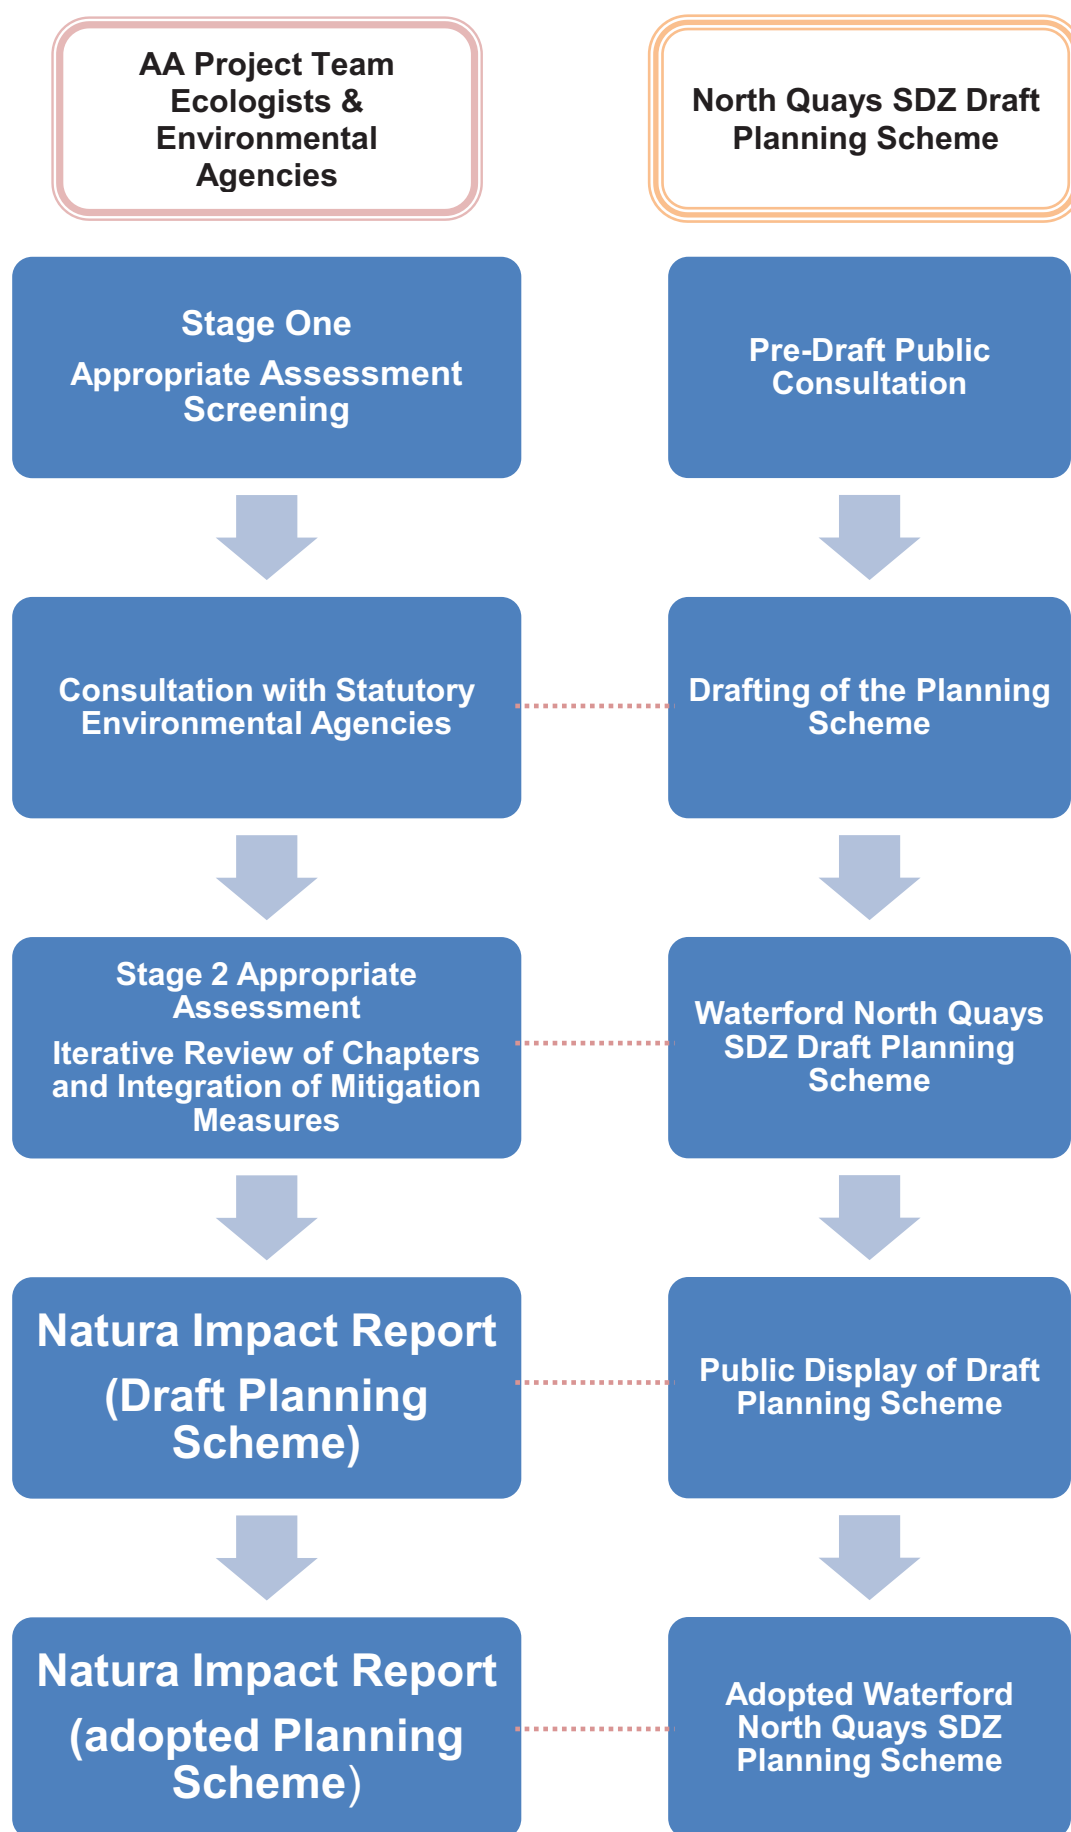 AA Project Team
Ecologists &
Environmental
Agencies
North Quays SDZ Draft
Planning Scheme
Stage One
Appropriate Assessment
Screening
Pre-Draft Public
Consultation
Consultation with Statutory
Environmental Agencies
Drafting of the Planning
Scheme
Stage 2 Appropriate
Assessment
Iterative Review of Chapters
and Integration of Mitigation
Measures
Waterford North Quays
SDZ Draft Planning
Scheme
Natura Impact Report
(Draft Planning
Scheme)
Public Display of Draft
Planning Scheme
Natura Impact Report
(adopted Planning
Scheme)
Adopted Waterford
North Quays SDZ
Planning Scheme